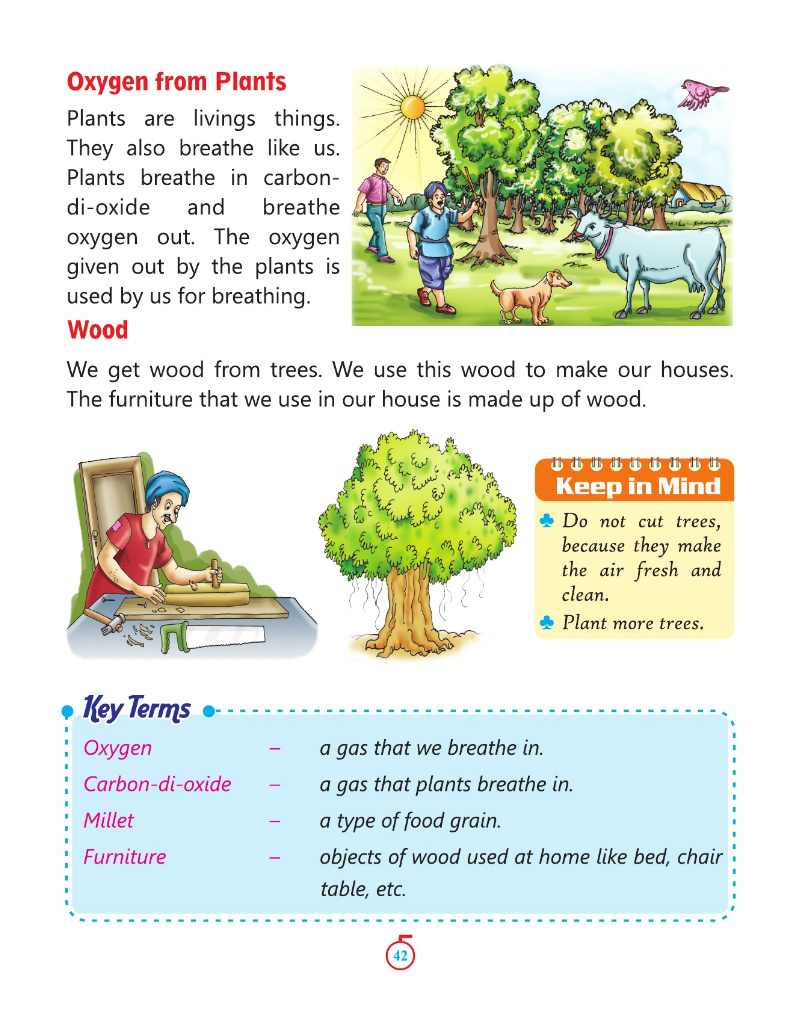 Oxygen from Plants
Plants are livings things.
They also breathe like us.
Plants breathe in carbon-
di-oxide and breathe
oxygen out. The oxygen
given out by the plants is
used by us for breathing.
Wood
We get wood from trees. We use this wood to make our houses.
The furniture that we use in our house is made up of wood.
Keep in Mind
♣ Do not cut trees,
because they make
the air fresh and
clean.
♣ Plant more trees.
Key Terms
Oxygen – a gas that we breathe in.
Carbon-di-oxide – a gas that plants breathe in.
Millet – a type of food grain.
Furniture – objects of wood used at home like bed, chair
table, etc.
42